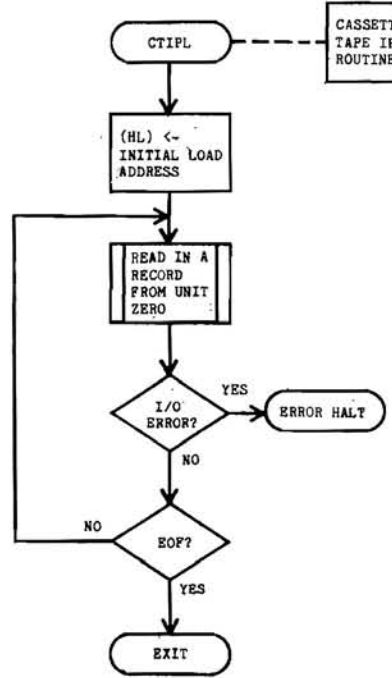 CTIPL
CASSETT
TAPE
ROUTINE
(HL) <-
INITIAL LOAD
ADDRESS
READ IN A
RECORD
FROM UNIT
ZERO
YES
I/O
ERROR?
ERROR HALT
NO
NO
EOF?
YES
EXIT